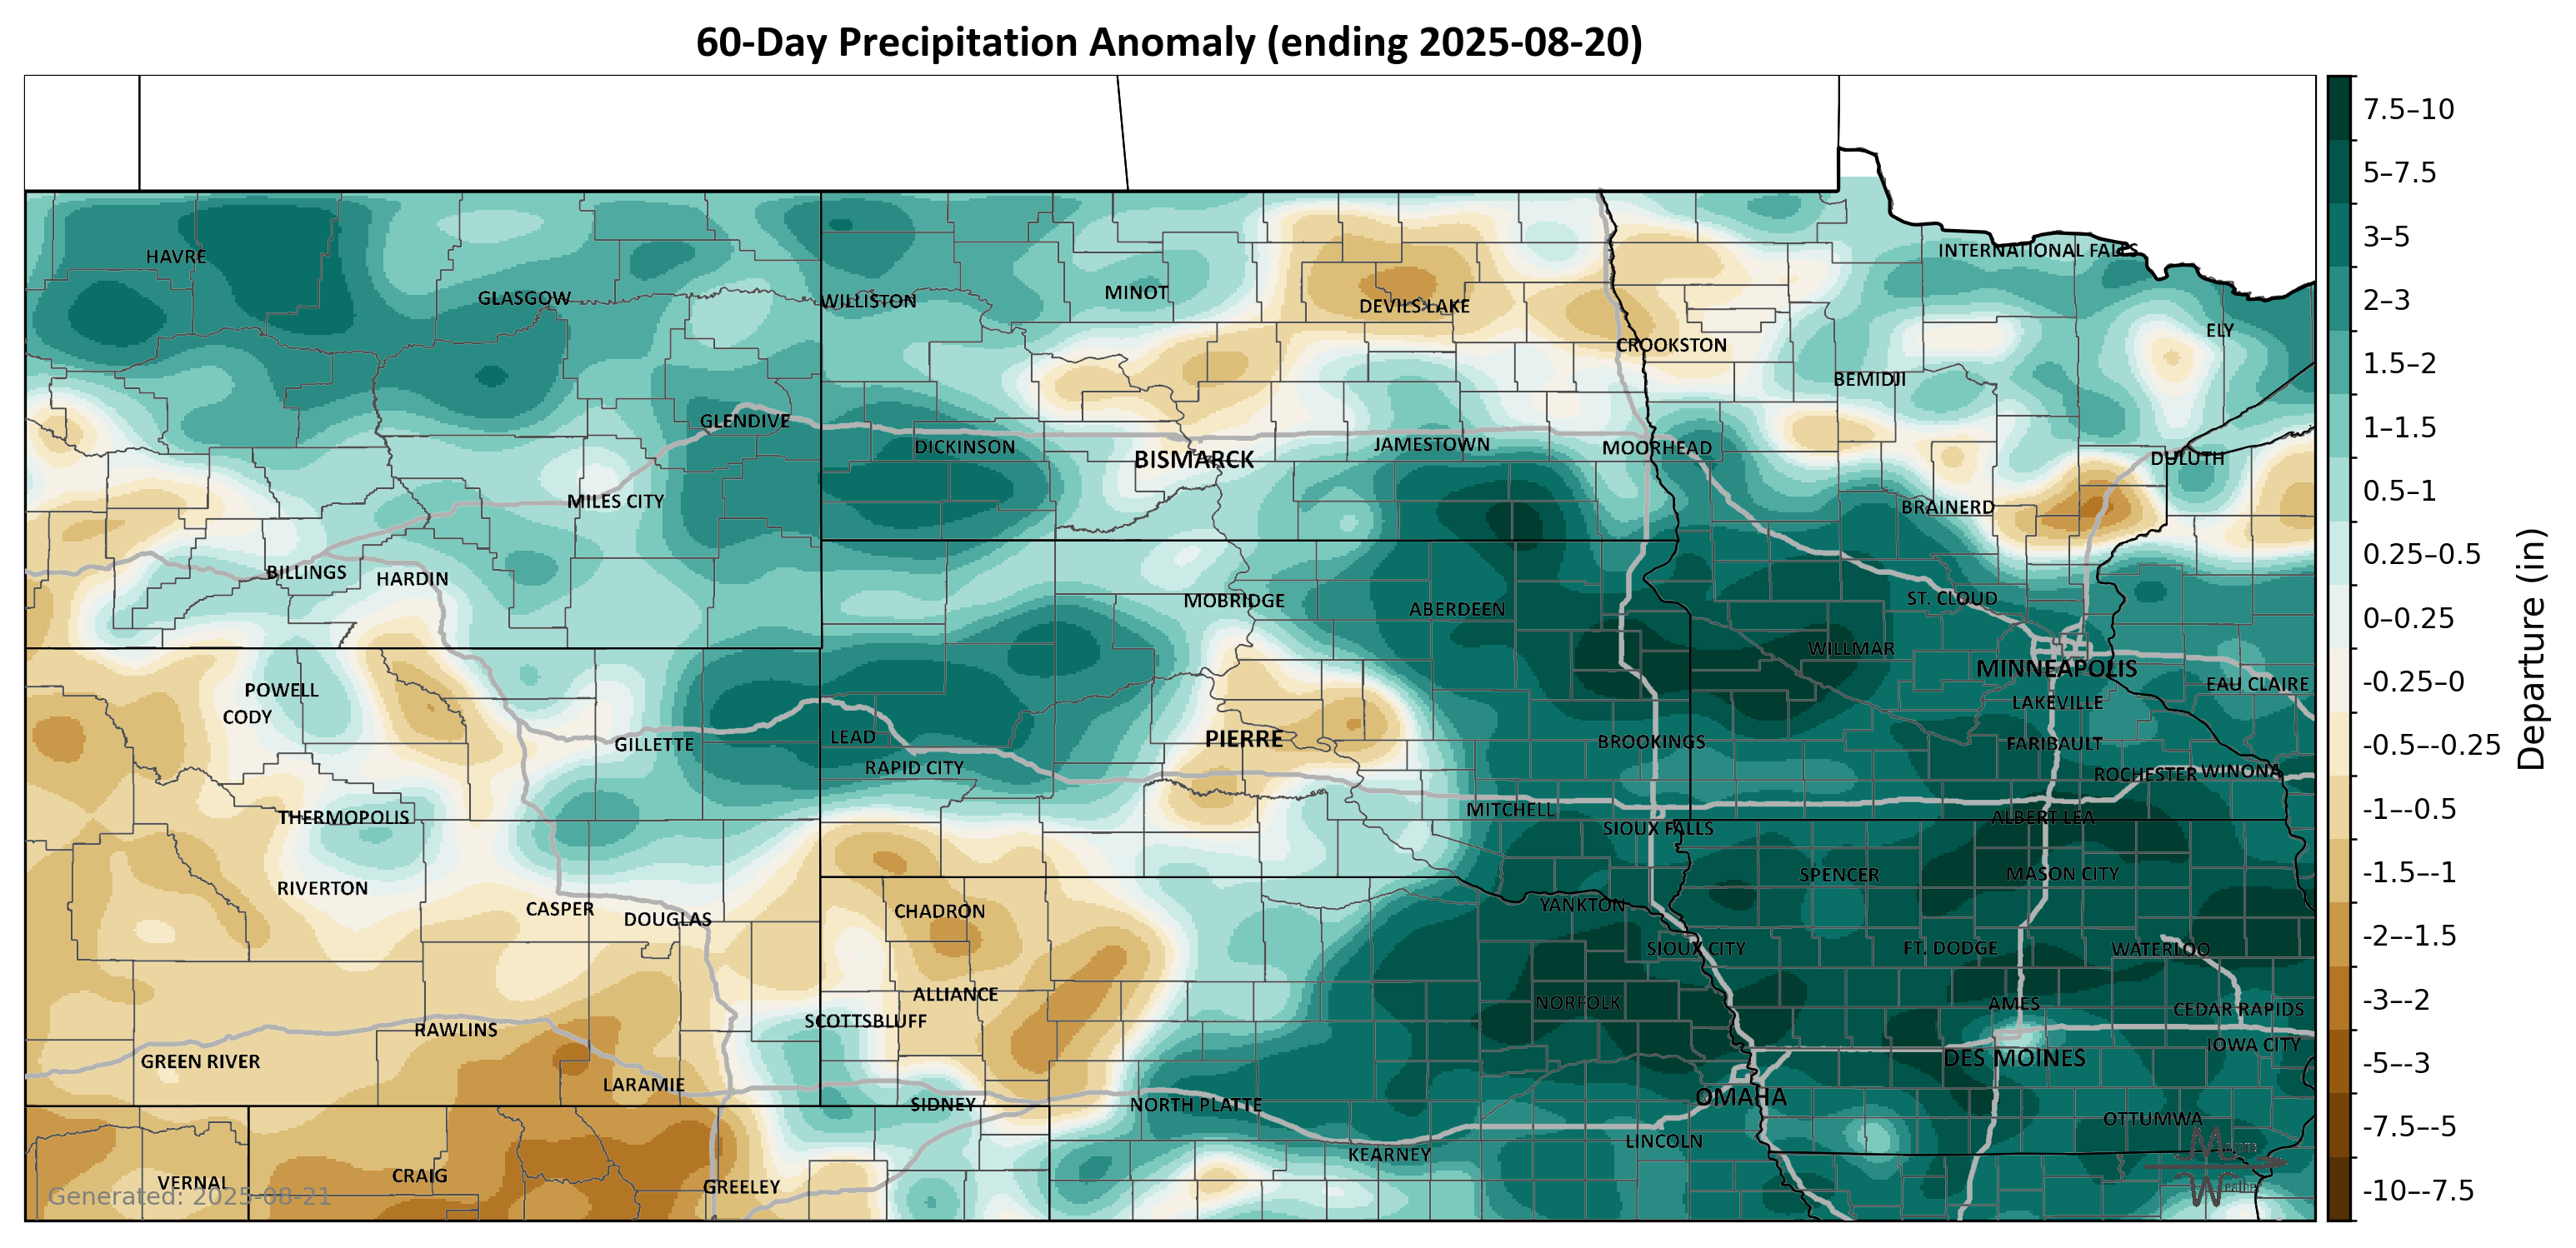 60-Day Precipitation Anomaly (ending 2025-08-20)
HAVRE
INTERNATIONAL FALLS
GLASGOW
WILLISTON
MINOT
DEVILS LAKE
ELY
CROOKSTON
BEMIDJI
GLENDIVE
DICKINSON
BISMARCK
JAMESTOWN
MOORHEAD
DULUTH
MILES CITY
BRAINERD
BILLINGS
HARDIN
MOBRIDGE
ABERDEEN
ST. CLOUD
WILLMAR
MINNEAPOLIS
POWELL
CODY
EAU CLAIRE
LAKEVILLE
GILLETTE
LEAD
PIERRE
BROOKINGS
FARIBAULT
RAPID CITY
ROCHESTER
WINONA
THERMOPOLIS
MITCHELL
SIOUX FALLS
ALBERT LEA
RIVERTON
SPENCER
MASON CITY
CASPER
DOUGLAS
CHADRON
YANKTON
SIOUX CITY
FT. DODGE
WATERLOO
ALLIANCE
NORFOLK
AMES
CEDAR RAPIDS
SCOTTSBLUFF
RAWLINS
GREEN RIVER
DES MOINES
IOWA CITY
LARAMIE
SIDNEY
NORTH PLATTE
OMAHA
OTTUMWA
LINCOLN
KEARNEY
VERNAL
CRAIG
GREELEY
Generated: 2025-08-21
7.5–10
5–7.5
3–5
2–3
1.5–2
1–1.5
0.5–1
0.25–0.5
0–0.25
-0.25–0
-0.5–-0.25
-1–-0.5
-1.5–-1
-2–-1.5
-3–-2
-5–-3
-7.5–-5
-10–-7.5
Departure (in)